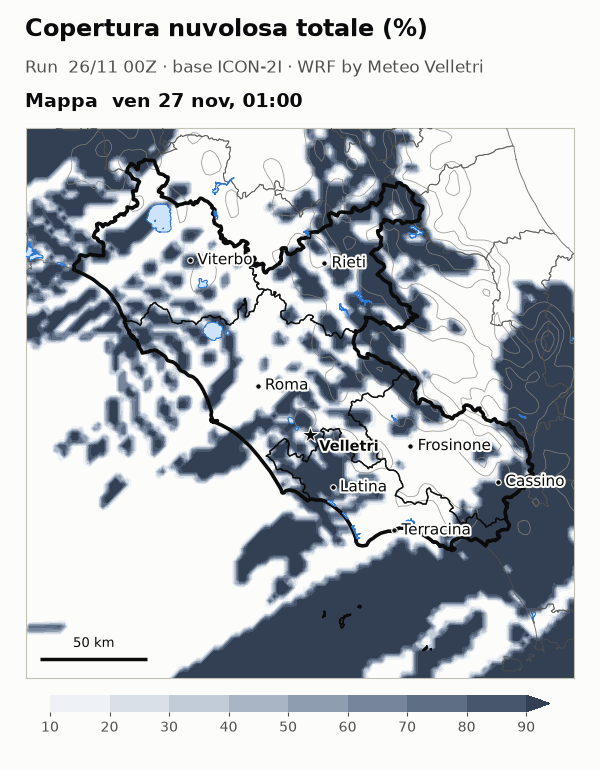 Copertura nuvolosa totale (%)
Run 26/11 00Z · base ICON-2I · WRF by Meteo Velletri
Mappa ven 27 nov, 01:00
Viterbo
Rieti
Roma
Velletri
Frosinone
Latina
Cassino
Terracina
50 km
10 20 30 40 50 60 70 80 90